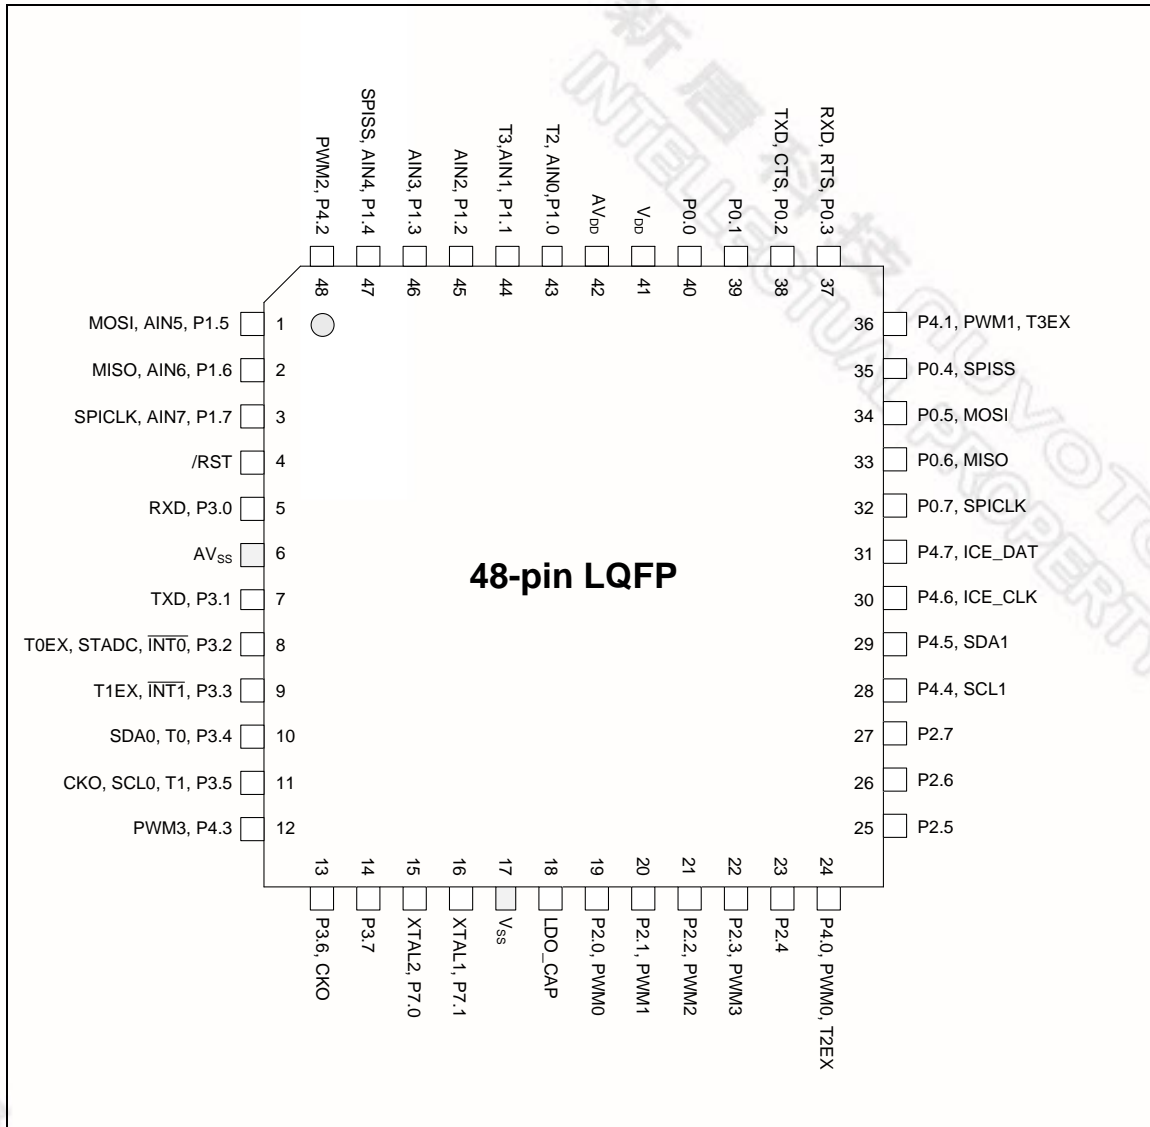 新唐科技 NUVOTO
INTELLECTUAL PROPERTY
PWM2, P4.2
SPISS, AIN4, P1.4
AIN3, P1.3
AIN2, P1.2
T3,AIN1, P1.1
T2, AIN0,P1.0
AVDD
VDD
P0.0
P0.1
TXD, CTS, P0.2
RXD, RTS, P0.3
48 47 46 45 44 43 42 41 40 39 38 37
MOSI, AIN5, P1.5 1
MISO, AIN6, P1.6 2
SPICLK, AIN7, P1.7 3
/RST 4
RXD, P3.0 5
AVSS 6
TXD, P3.1 7
T0EX, STADC, INT0, P3.2 8
T1EX, INT1, P3.3 9
SDA0, T0, P3.4 10
CKO, SCL0, T1, P3.5 11
PWM3, P4.3 12
48-pin LQFP
36 P4.1, PWM1, T3EX
35 P0.4, SPISS
34 P0.5, MOSI
33 P0.6, MISO
32 P0.7, SPICLK
31 P4.7, ICE_DAT
30 P4.6, ICE_CLK
29 P4.5, SDA1
28 P4.4, SCL1
27 P2.7
26 P2.6
25 P2.5
13 14 15 16 17 18 19 20 21 22 23 24
P3.6, CKO
P3.7
XTAL2, P7.0
XTAL1, P7.1
VSS
LDO_CAP
P2.0, PWM0
P2.1, PWM1
P2.2, PWM2
P2.3, PWM3
P2.4
P4.0, PWM0, T2EX